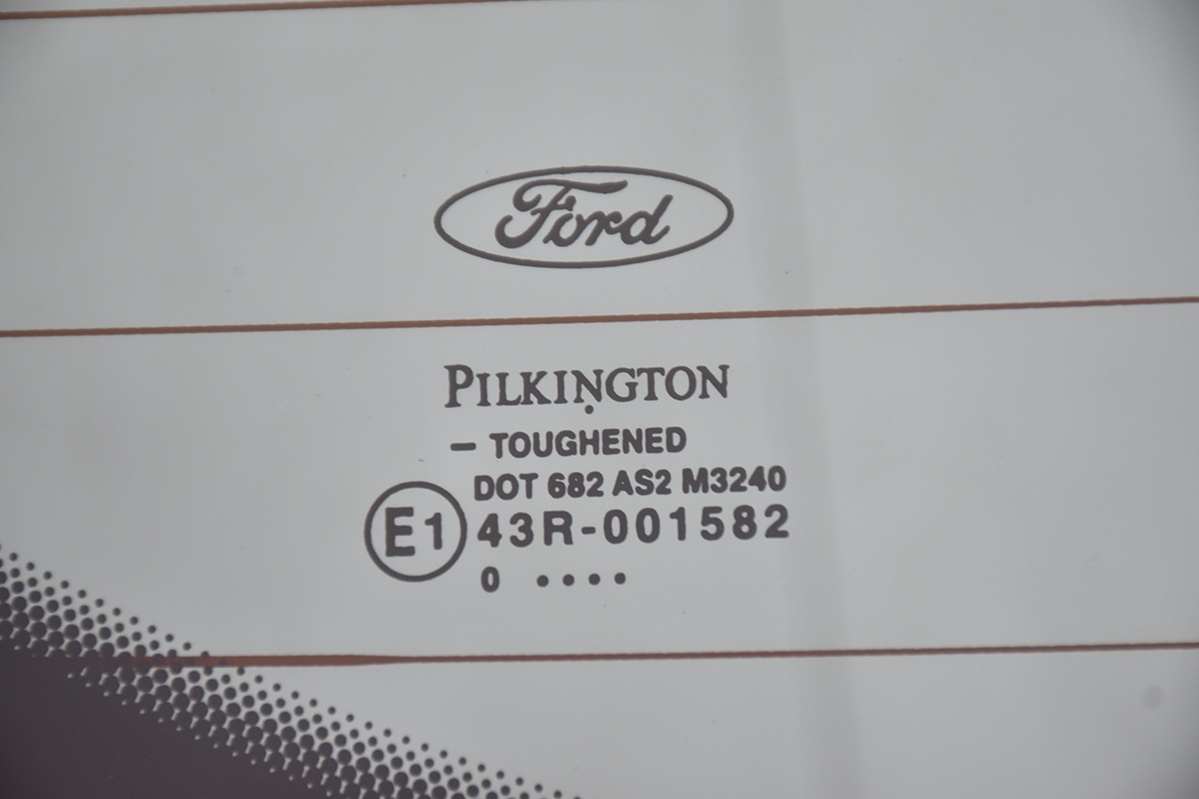 Ford
PILKINGTON
- TOUGHENED
DOT 682 AS2 M3240
E1 43R-001582
0 ••••